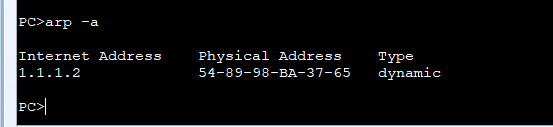 PC>arp -a
Internet Address Physical Address Type
1.1.1.2 54-89-98-BA-37-65 dynamic
PC>